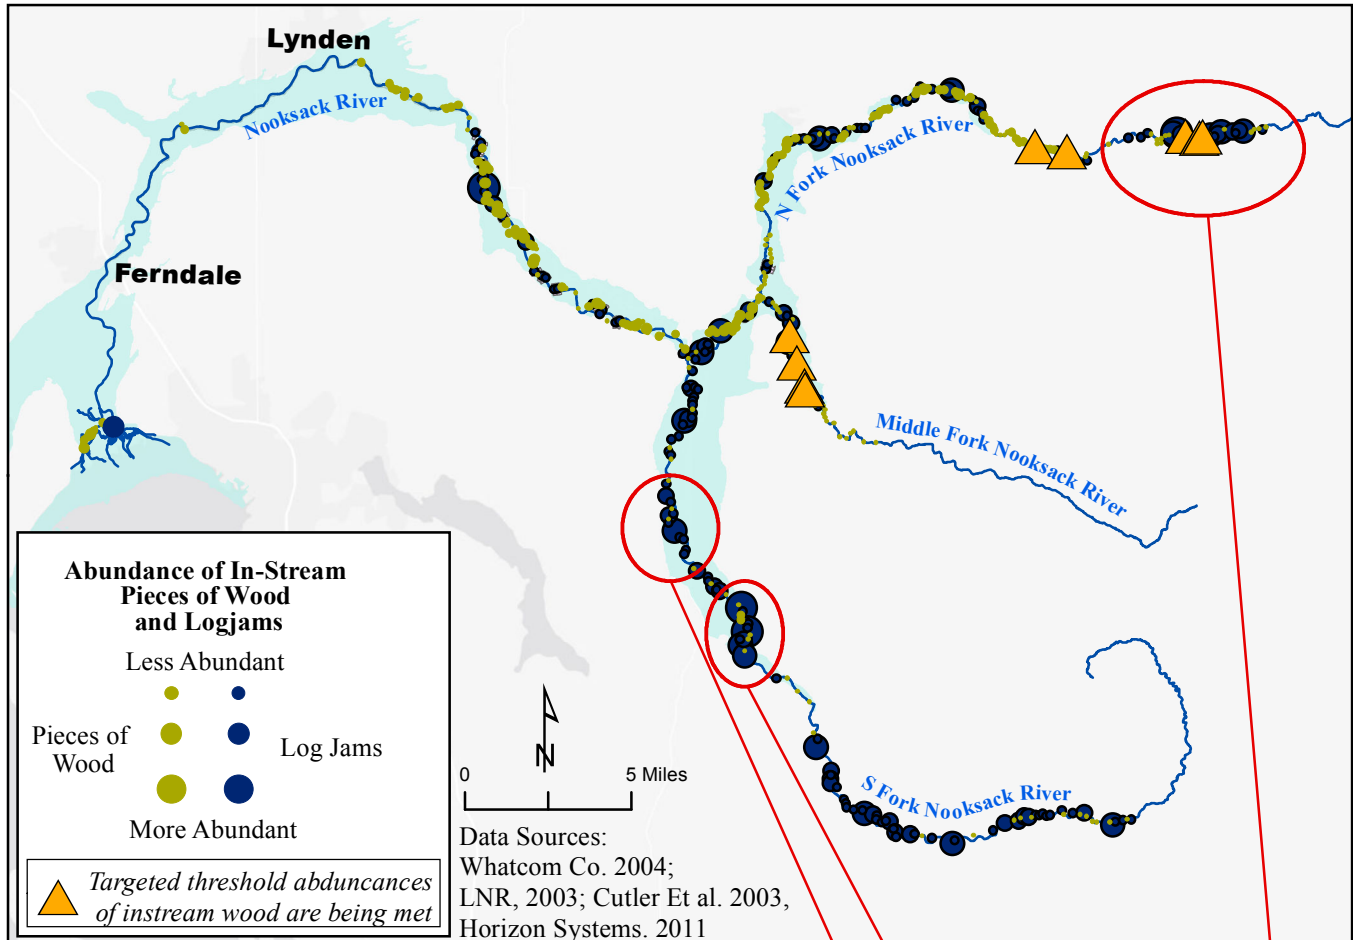 Lynden
Nooksack River
N Fork Nooksack River
Ferndale
Middle Fork Nooksack River
S Fork Nooksack River
Abundance of In-Stream
Pieces of Wood
and Logjams
Less Abundant
Pieces of
Wood
Log Jams
More Abundant
Targeted threshold abduncances
of instream wood are being met
N
0 5 Miles
Data Sources:
Whatcom Co. 2004;
LNR, 2003; Cutler Et al. 2003,
Horizon Systems. 2011